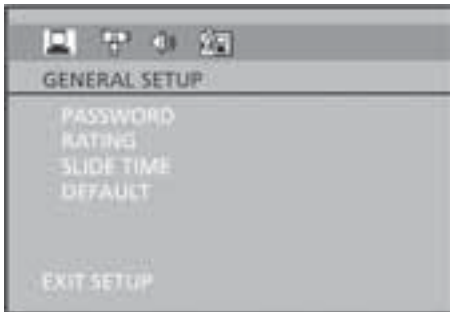 GENERAL SETUP
PASSWORD
RATING
SLIDE TIME
DEFAULT
EXIT SETUP